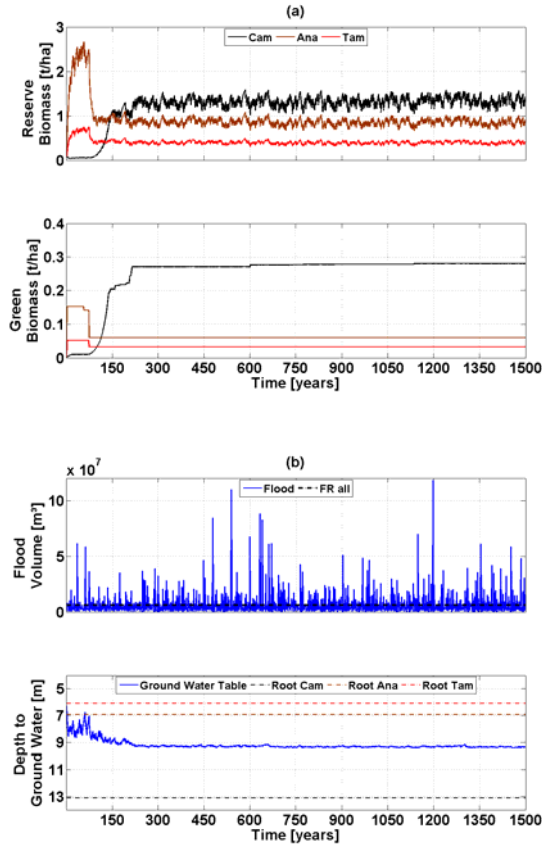 (a)
Cam Ana Tam
Reserve
Biomass [t/ha]
3
2
1
0
Green
Biomass [t/ha]
0.4
0.3
0.2
0.1
0
150 300 450 600 750 900 1050 1200 1350 1500
Time [years]
(b)
x 10⁷
Flood FR all
Flood
Volume [m³]
10
5
0
Ground Water Table Root Cam Root Ana Root Tam
Depth to
Ground Water [m]
5
7
9
11
13
150 300 450 600 750 900 1050 1200 1350 1500
Time [years]